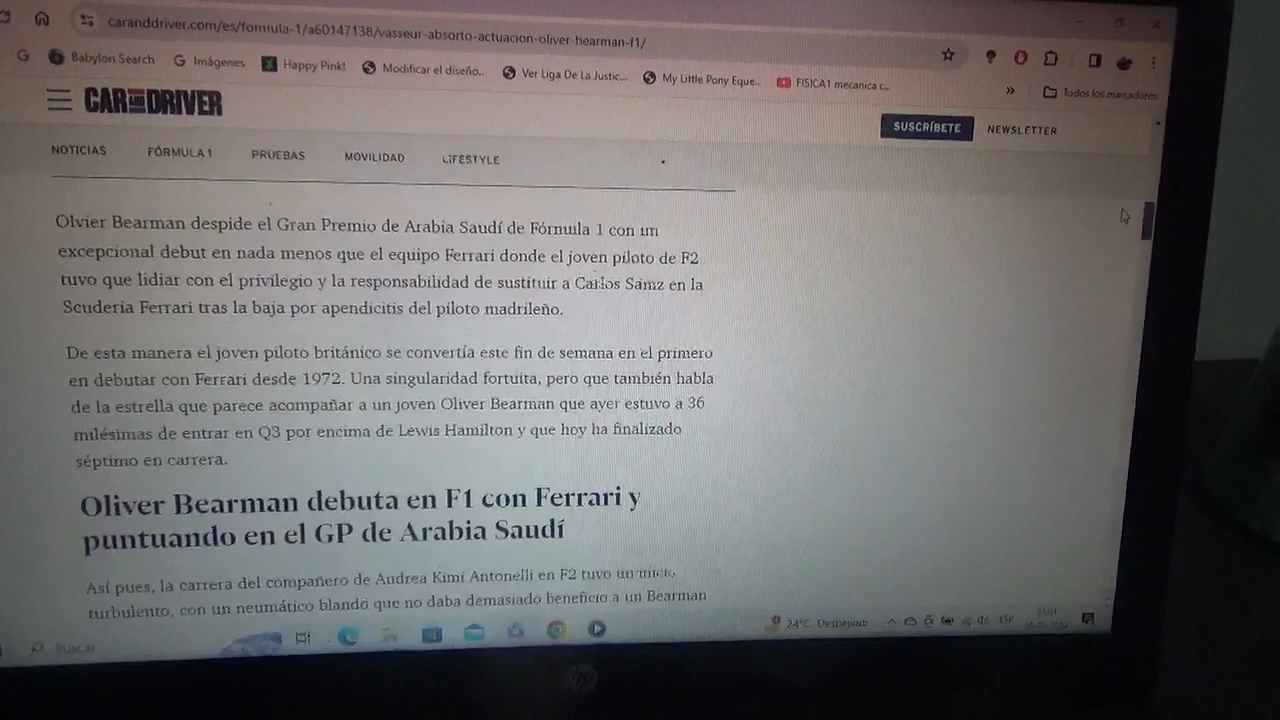 caranddriver.com/es/fomiula-1/a60147138/vasseur-absorto-actuacion-oliver-bearman-f1/
Babylon Search
Imágenes
Happy Pink!
Modificar el diseño...
Ver Liga De La Justic...
My Little Pony Eque...
FISICA1 mecanica c...
»
Todos los marcadores
CAR AND DRIVER
SUSCRÍBETE
NEWSLETTER
NOTICIAS
FÓRMULA 1
PRUEBAS
MOVILIDAD
LIFESTYLE
Olvier Bearman despide el Gran Premio de Arabia Saudí de Fórmula 1 con un
excepcional debut en nada menos que el equipo Ferrari donde el joven piloto de F2
tuvo que lidiar con el privilegio y la responsabilidad de sustituir a Carlos Sainz en la
Scuderia Ferrari tras la baja por apendicitis del piloto madrileño.
De esta manera el joven piloto británico se convertía este fin de semana en el primero
en debutar con Ferrari desde 1972. Una singularidad fortuita, pero que también habla
de la estrella que parece acompañar a un joven Oliver Bearman que ayer estuvo a 36
milésimas de entrar en Q3 por encima de Lewis Hamilton y que hoy ha finalizado
séptimo en carrera.
Oliver Bearman debuta en F1 con Ferrari y
puntuando en el GP de Arabia Saudí
Así pues, la carrera del compañero de Audrea Kimi Antonelli en F2 tuvo un inicio
turbulento, con un neumático blando que no daba demasiado beneficio a un Bearman
Buscar
24°C Despejado
ESP
hp